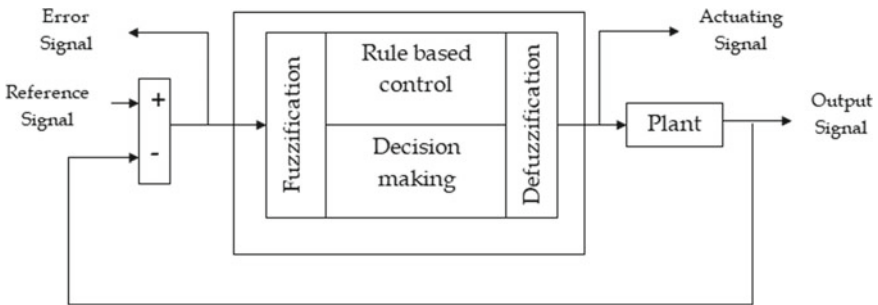 Error
Signal
Reference
Signal
+
-
Fuzzification
Rule based
control
Decision
making
Defuzzification
Actuating
Signal
Plant
Output
Signal